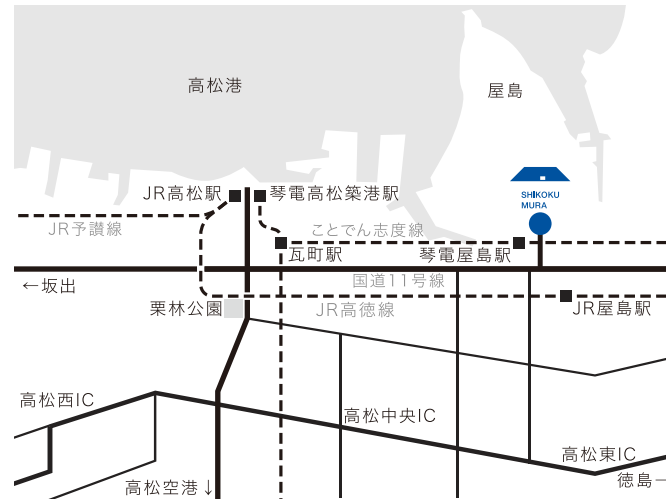 高松港
屋島
SHIKOKU
MURA
JR高松駅
琴電高松築港駅
JR予讃線
ことでん志度線
瓦町駅
琴電屋島駅
←坂出
国道11号線
栗林公園
JR高徳線
JR屋島駅
高松西IC
高松中央IC
高松東IC
高松空港↓
徳島→